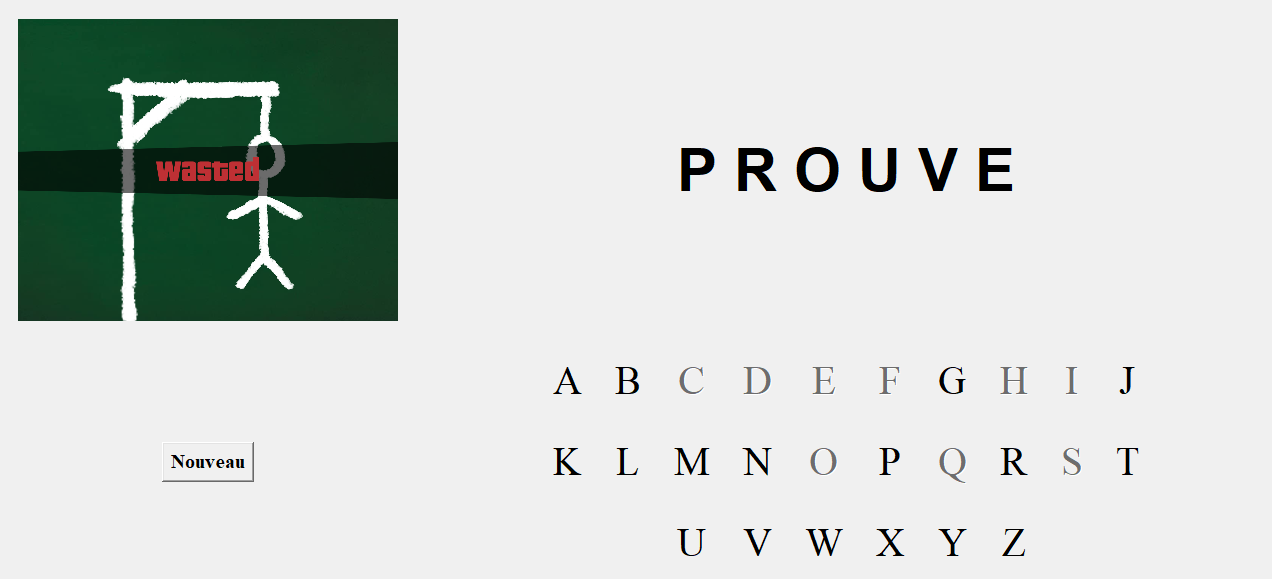 wasted
P R O U V E
A B C D E F G H I J
K L M N O P Q R S T
U V W X Y Z
Nouveau